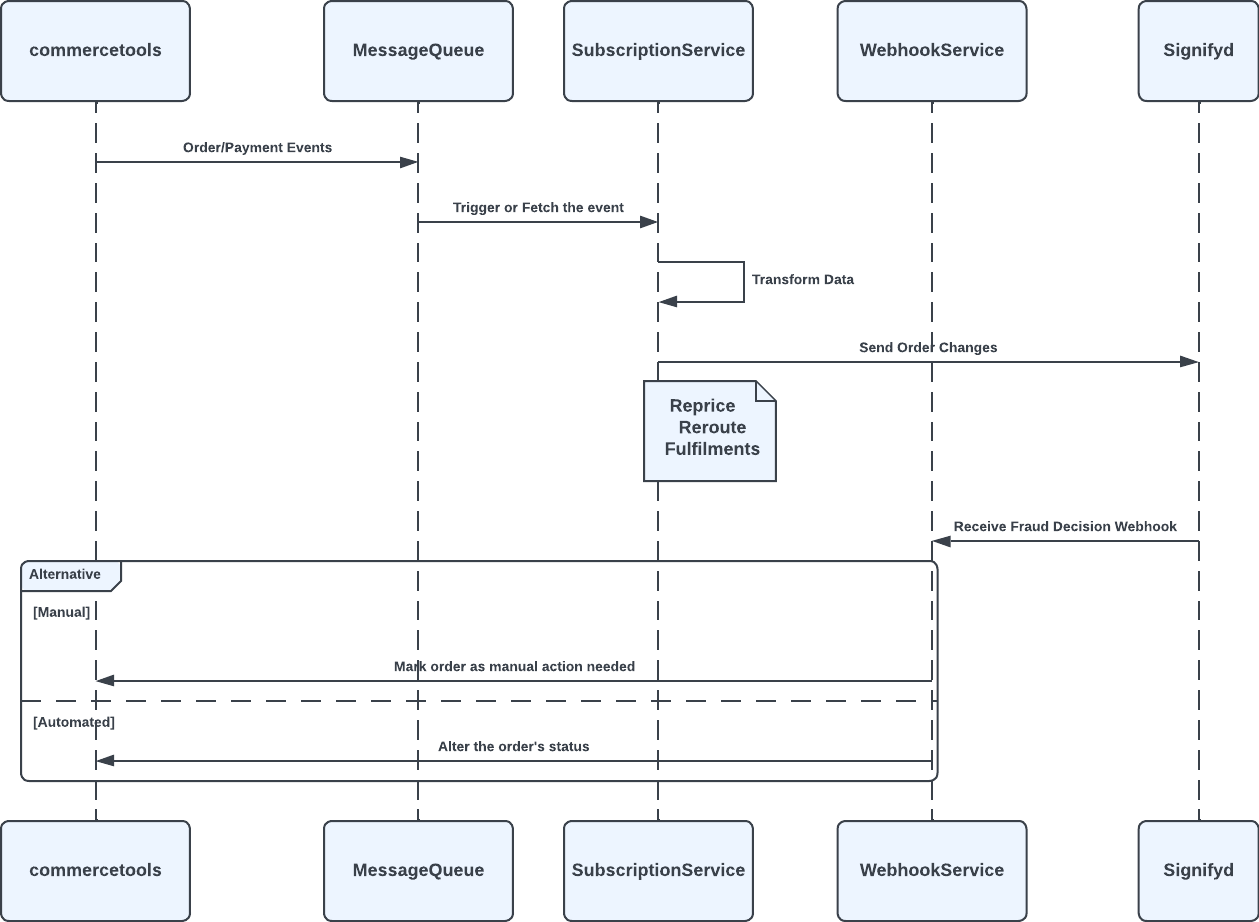 commercetools
MessageQueue
SubscriptionService
WebhookService
Signifyd
Order/Payment Events
Trigger or Fetch the event
Transform Data
Send Order Changes
Reprice
Reroute
Fulfilments
Receive Fraud Decision Webhook
Alternative
[Manual]
Mark order as manual action needed
[Automated]
Alter the order's status
commercetools
MessageQueue
SubscriptionService
WebhookService
Signifyd